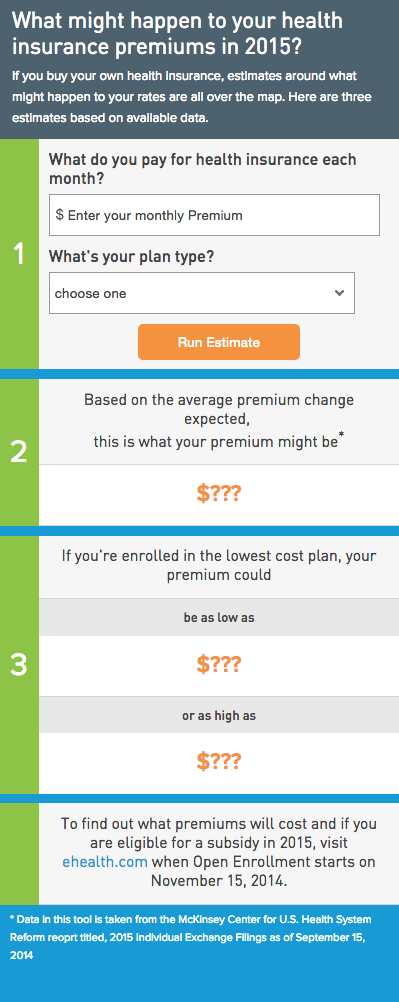 What might happen to your health
insurance premiums in 2015?
If you buy your own health insurance, estimates around what
might happen to your rates are all over the map. Here are three
estimates based on available data.
1
What do you pay for health insurance each
month?
$ Enter your monthly Premium
What's your plan type?
choose one
Run Estimate
2
Based on the average premium change
expected,
this is what your premium might be*
$???
3
If you're enrolled in the lowest cost plan, your
premium could
be as low as
$???
or as high as
$???
To find out what premiums will cost and if you
are eligible for a subsidy in 2015, visit
ehealth.com when Open Enrollment starts on
November 15, 2014.
* Data in this tool is taken from the McKinsey Center for U.S. Health System
Reform reoprt titled, 2015 Individual Exchange Filings as of September 15,
2014